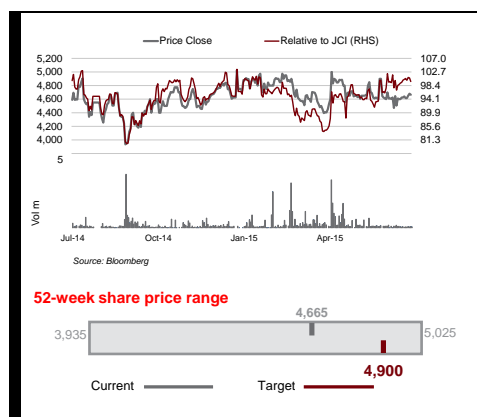 Price Close Relative to JCI (RHS)
5,200 107.0
5,000 102.7
4,800 98.4
4,600 94.1
4,400 89.9
4,200 85.6
4,000 81.3
5
Vol m
Jul-14 Oct-14 Jan-15 Apr-15
Source: Bloomberg
52-week share price range
4,665
3,935 5,025
4,900
Current Target